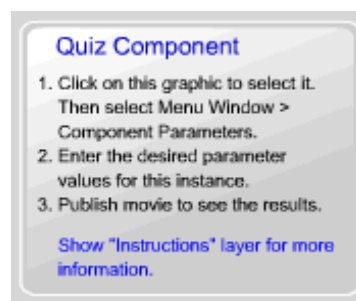 Quiz Component
1. Click on this graphic to select it.
Then select Menu Window >
Component Parameters.
2. Enter the desired parameter
values for this instance.
3. Publish movie to see the results.
Show "Instructions" layer for more
information.